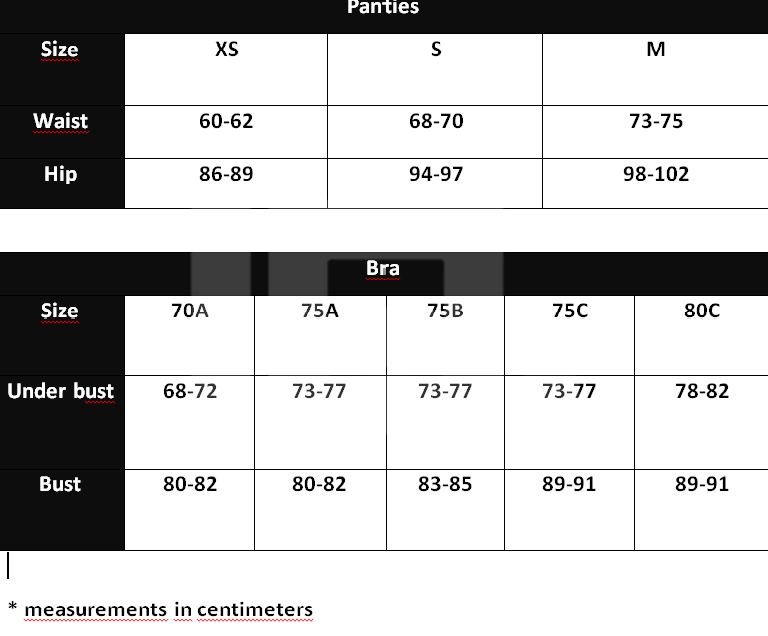 Panties
Size XS S M
Waist 60-62 68-70 73-75
Hip 86-89 94-97 98-102
Bra
Size 70A 75A 75B 75C 80C
Under bust 68-72 73-77 73-77 73-77 78-82
Bust 80-82 80-82 83-85 89-91 89-91
* measurements in centimeters